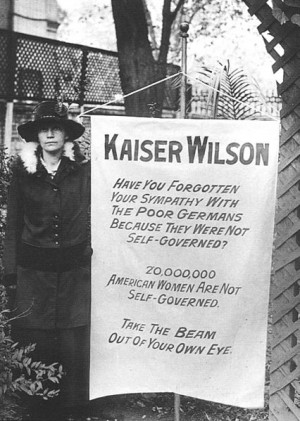 KAISER WILSON
HAVE YOU FORGOTTEN
YOUR SYMPATHY WITH
THE POOR GERMANS
BECAUSE THEY WERE NOT
SELF-GOVERNED?
20,000,000
AMERICAN WOMEN ARE NOT
SELF-GOVERNED.
TAKE THE BEAM
OUT OF YOUR OWN EYE.